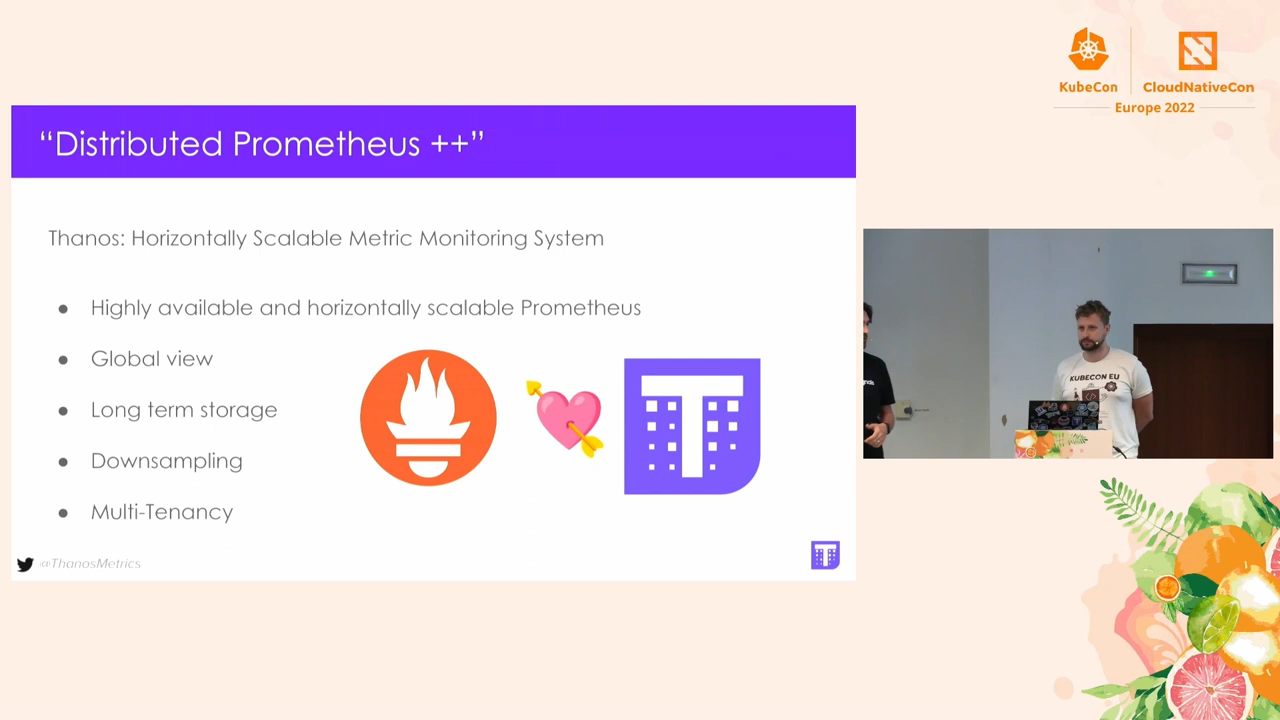 KubeCon
CloudNativeCon
Europe 2022
“Distributed Prometheus ++”
Thanos: Horizontally Scalable Metric Monitoring System
● Highly available and horizontally scalable Prometheus
● Global view
● Long term storage
● Downsampling
● Multi-Tenancy
@ThanosMetrics
KUBECON EU